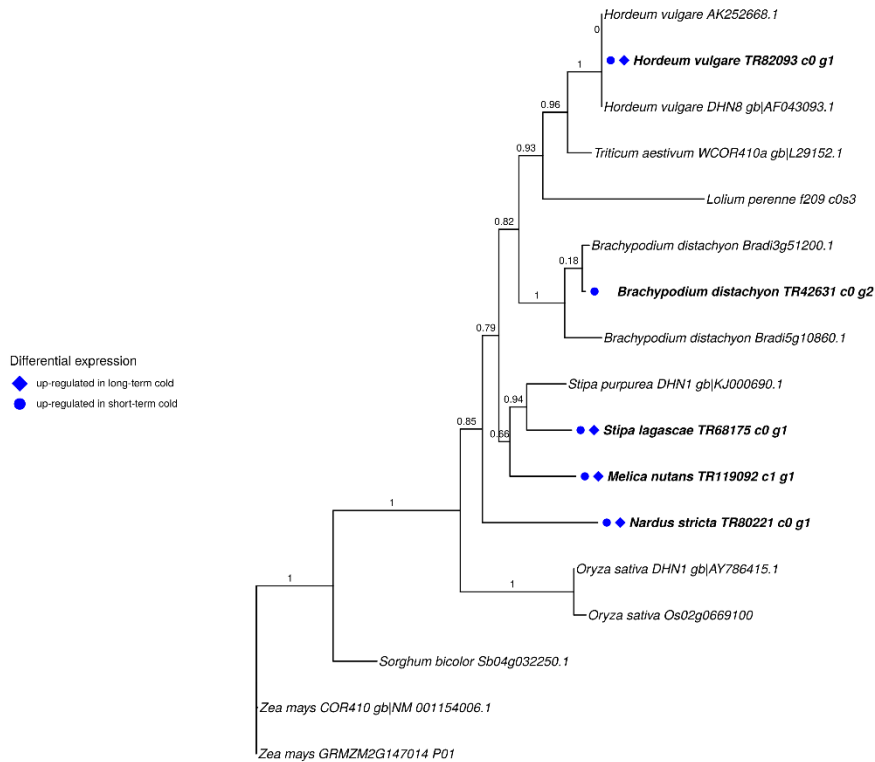 Hordeum vulgare AK252668.1
0
Hordeum vulgare TR82093 c0 g1
1
Hordeum vulgare DHN8 gb|AF043093.1
0.96
Triticum aestivum WCOR410a gb|L29152.1
0.93
Lolium perenne f209 c0s3
0.82
Brachypodium distachyon Bradi3g51200.1
0.18
Brachypodium distachyon TR42631 c0 g2
1
Brachypodium distachyon Bradi5g10860.1
0.79
Differential expression
up-regulated in long-term cold
up-regulated in short-term cold
Stipa purpurea DHN1 gb|KJ000690.1
0.94
Stipa lagascae TR68175 c0 g1
0.66
0.85
Melica nutans TR119092 c1 g1
Nardus stricta TR80221 c0 g1
1
Oryza sativa DHN1 gb|AY786415.1
1
1
Oryza sativa Os02g0669100
Sorghum bicolor Sb04g032250.1
Zea mays COR410 gb|NM 001154006.1
Zea mays GRMZM2G147014 P01